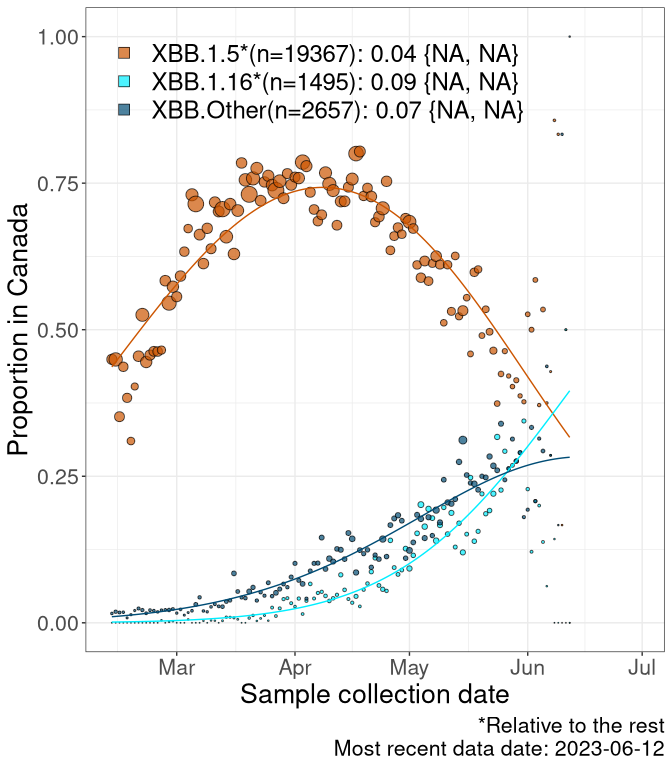 1.00
0.75
0.50
0.25
0.00
Proportion in Canada
XBB.1.5*(n=19367): 0.04 {NA, NA}
XBB.1.16*(n=1495): 0.09 {NA, NA}
XBB.Other(n=2657): 0.07 {NA, NA}
Mar Apr May Jun Jul
Sample collection date
*Relative to the rest
Most recent data date: 2023-06-12